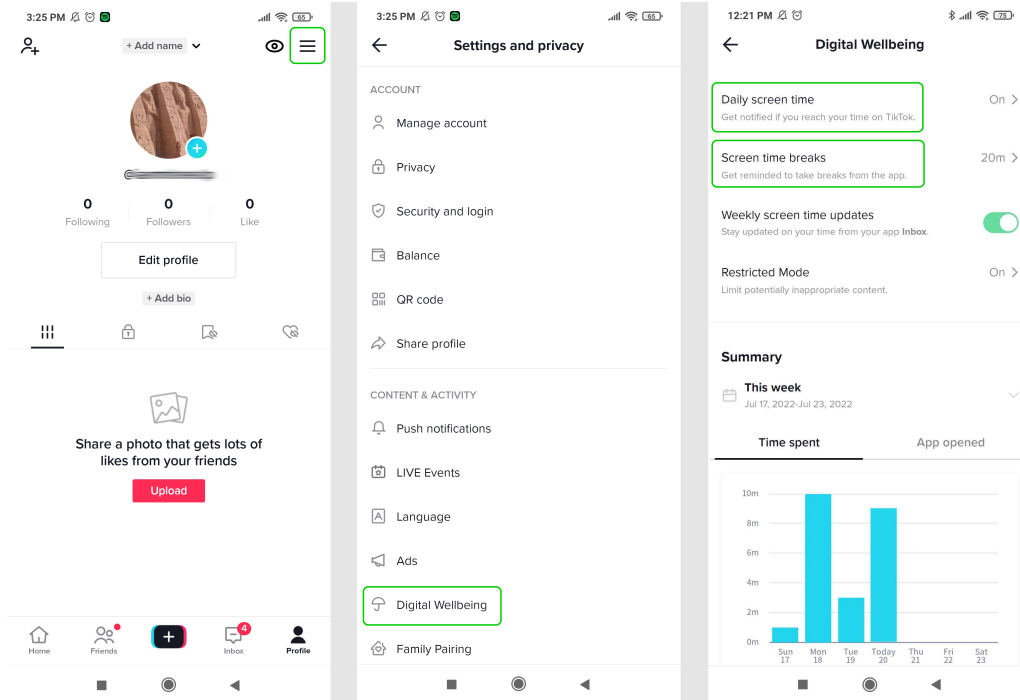 3:25 PM
65
+ Add name
+
0
0
0
Following
Followers
Like
Edit profile
+ Add bio
Share a photo that gets lots of
likes from your friends
Upload
4
Home
Friends
Inbox
Profile
3:25 PM
65
Settings and privacy
ACCOUNT
Manage account
Privacy
Security and login
Balance
QR code
Share profile
CONTENT & ACTIVITY
Push notifications
LIVE Events
A
Language
Ads
Digital Wellbeing
Family Pairing
12:21 PM
75
Digital Wellbeing
Daily screen time
On
Get notified if you reach your time on TikTok.
Screen time breaks
20m
Get reminded to take breaks from the app.
Weekly screen time updates
Stay updated on your time from your app Inbox.
Restricted Mode
On
Limit potentially inappropriate content.
Summary
This week
Jul 17, 2022-Jul 23, 2022
Time spent
App opened
10m
8m
6m
4m
2m
0m
Sun Mon Tue Today Thu Fri Sat
17 18 19 20 21 22 23